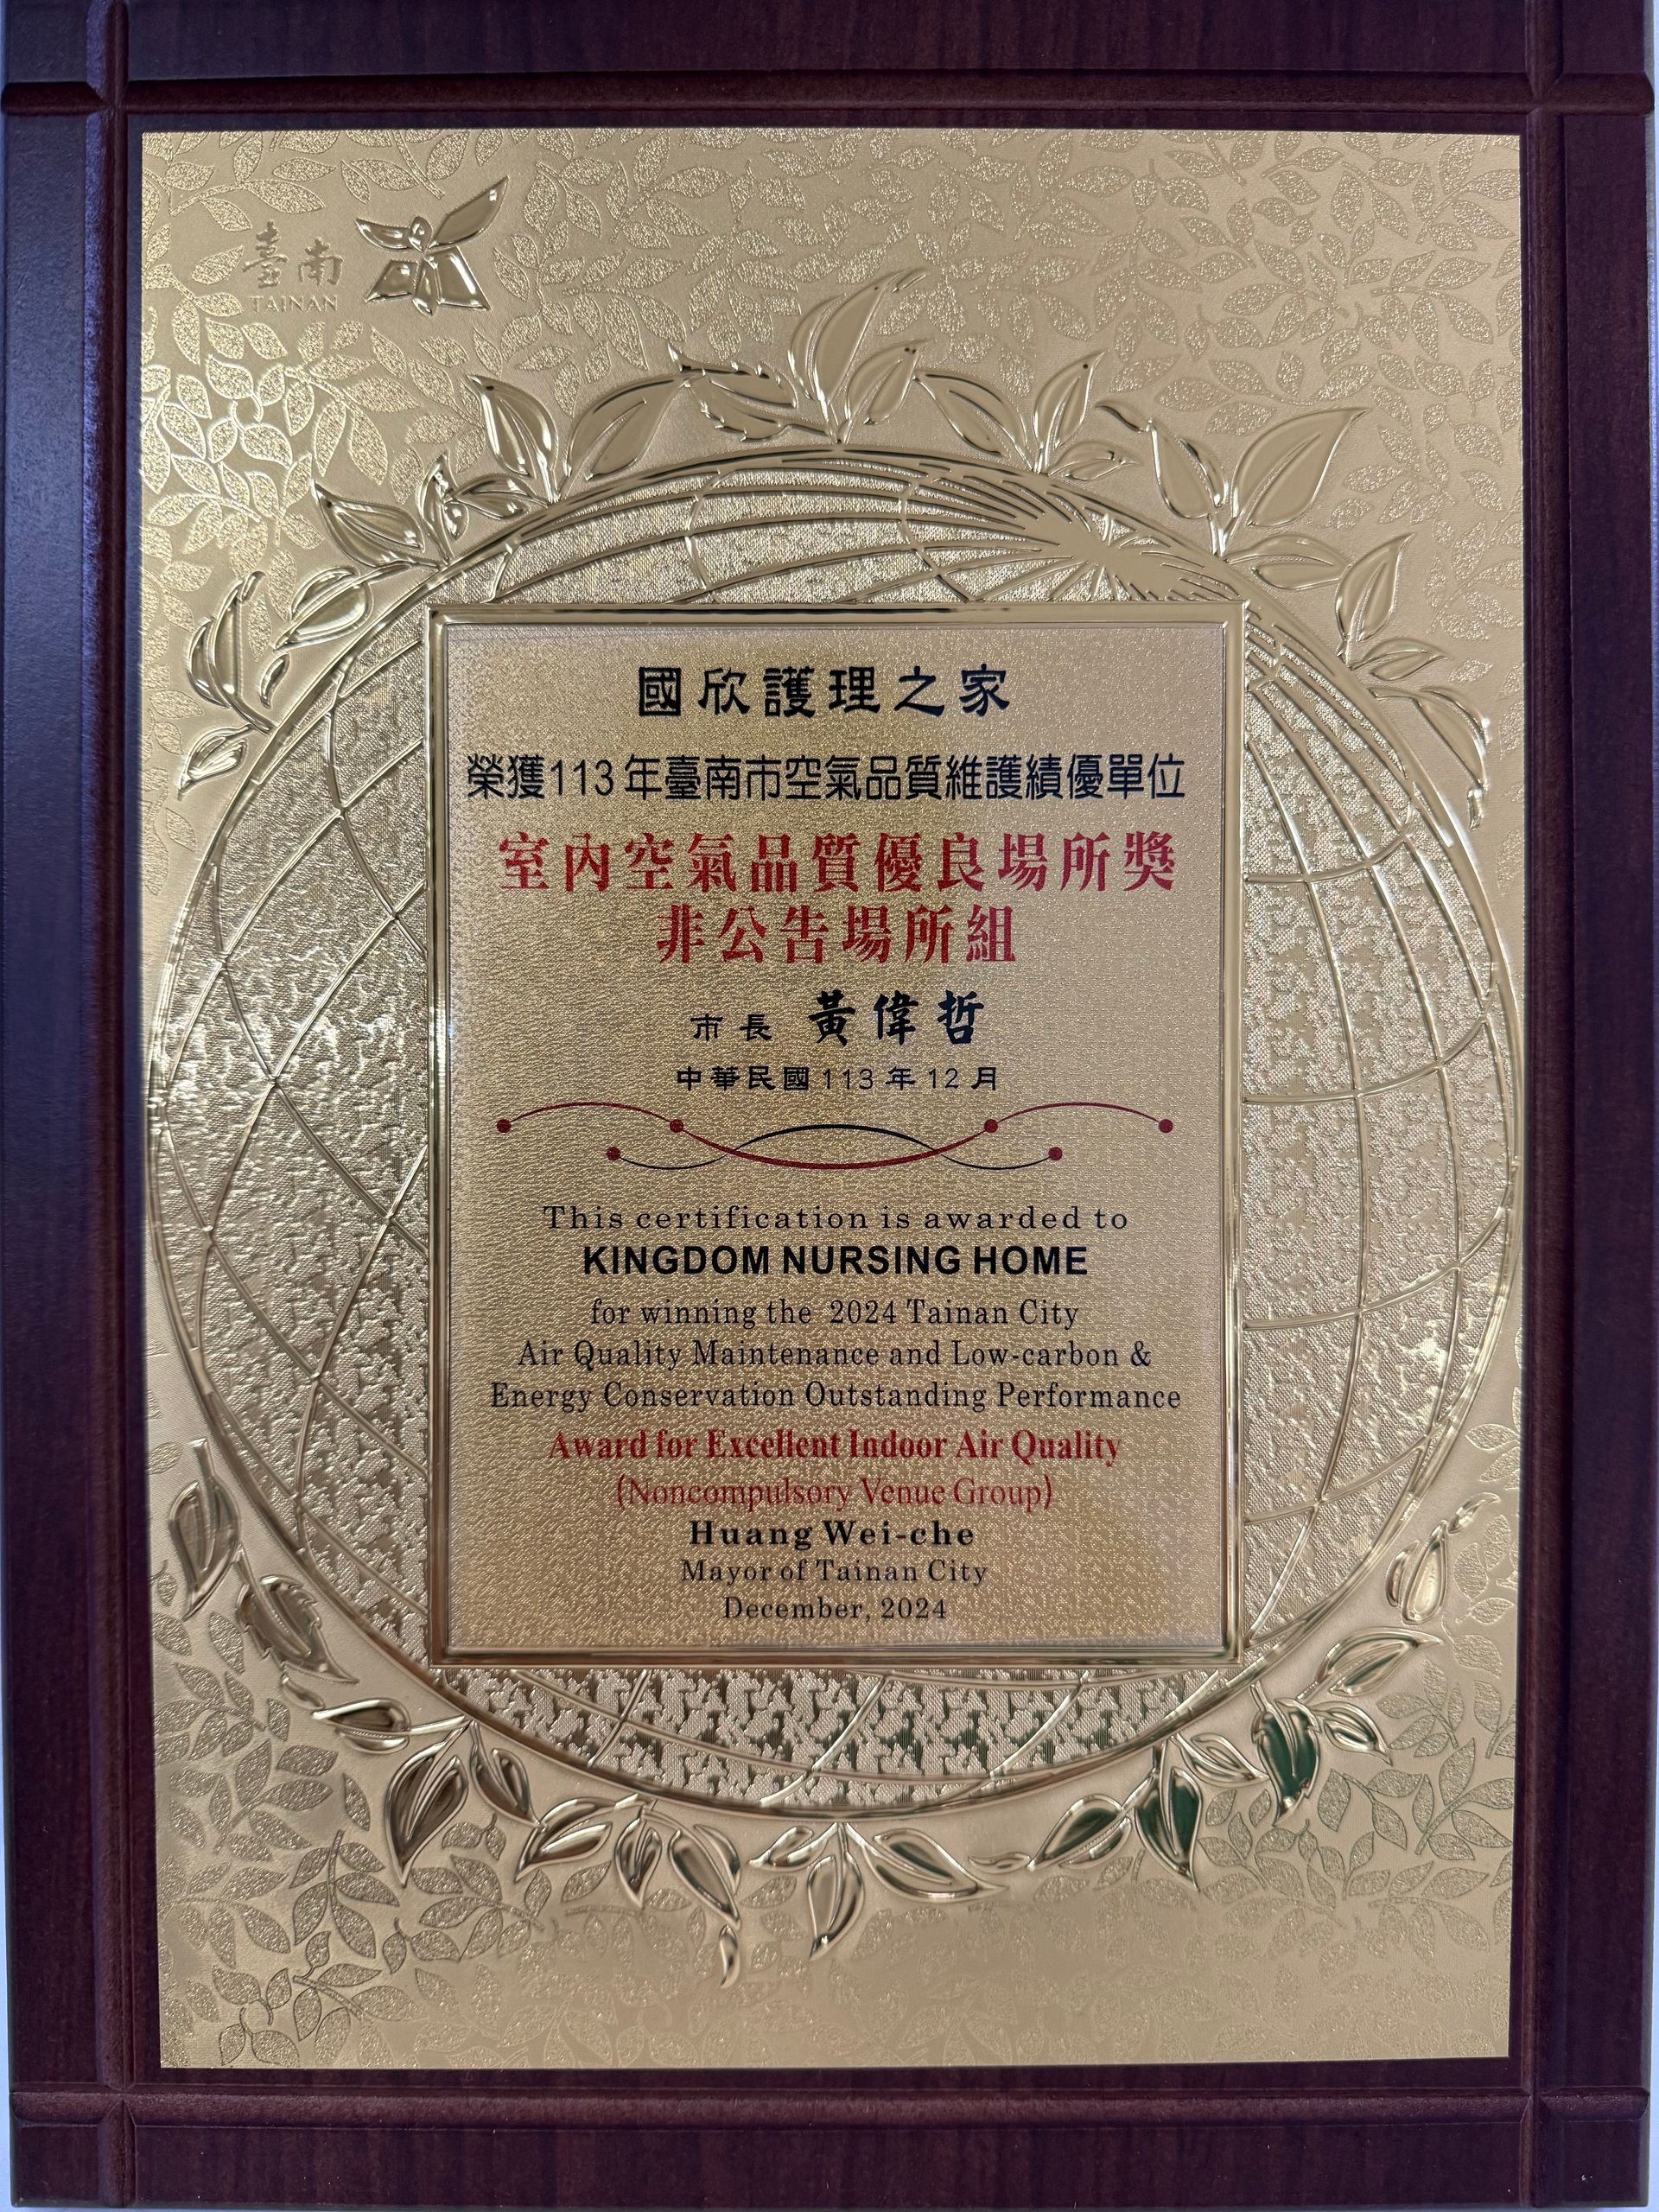 臺南
TAINAN
國欣護理之家
榮獲113年臺南市空氣品質維護績優單位
室內空氣品質優良場所獎
非公告場所組
市長 黃偉哲
中華民國113年12月
This certification is awarded to
KINGDOM NURSING HOME
for winning the 2024 Tainan City
Air Quality Maintenance and Low-carbon &
Energy Conservation Outstanding Performance
Award for Excellent Indoor Air Quality
(Noncompulsory Venue Group)
Huang Wei-che
Mayor of Tainan City
December, 2024